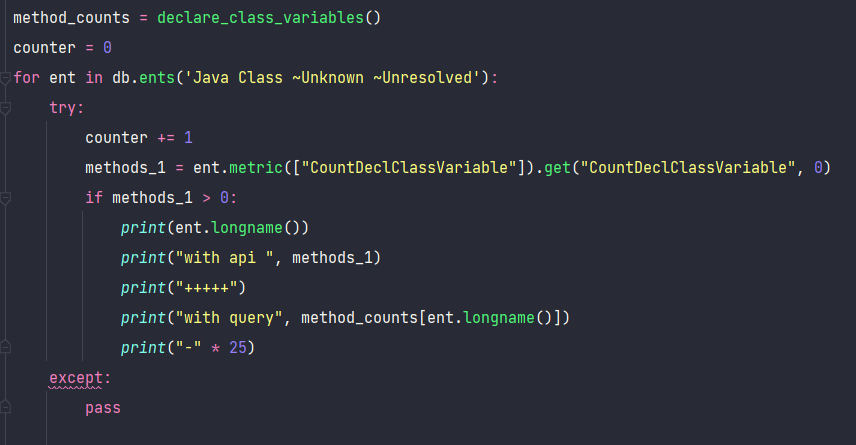 method_counts = declare_class_variables()
counter = 0
for ent in db.ents('Java Class ~Unknown ~Unresolved'):
    try:
        counter += 1
        methods_1 = ent.metric(["CountDeclClassVariable"]).get("CountDeclClassVariable", 0)
        if methods_1 > 0:
            print(ent.longname())
            print("with api ", methods_1)
            print("+++++")
            print("with query", method_counts[ent.longname()])
            print("-" * 25)
    except:
        pass